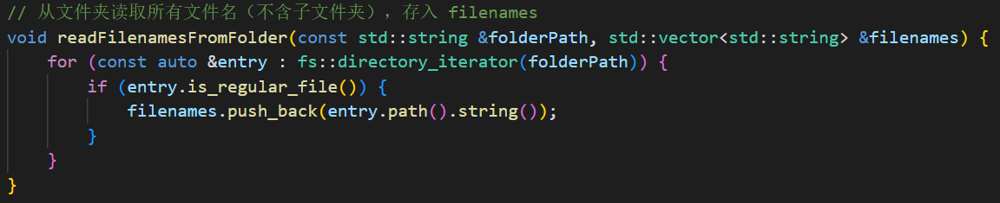 // 从文件夹读取所有文件名（不含子文件夹），存入 filenames
void readFilenamesFromFolder(const std::string &folderPath, std::vector<std::string> &filenames) {
    for (const auto &entry : fs::directory_iterator(folderPath)) {
        if (entry.is_regular_file()) {
            filenames.push_back(entry.path().string());
        }
    }
}